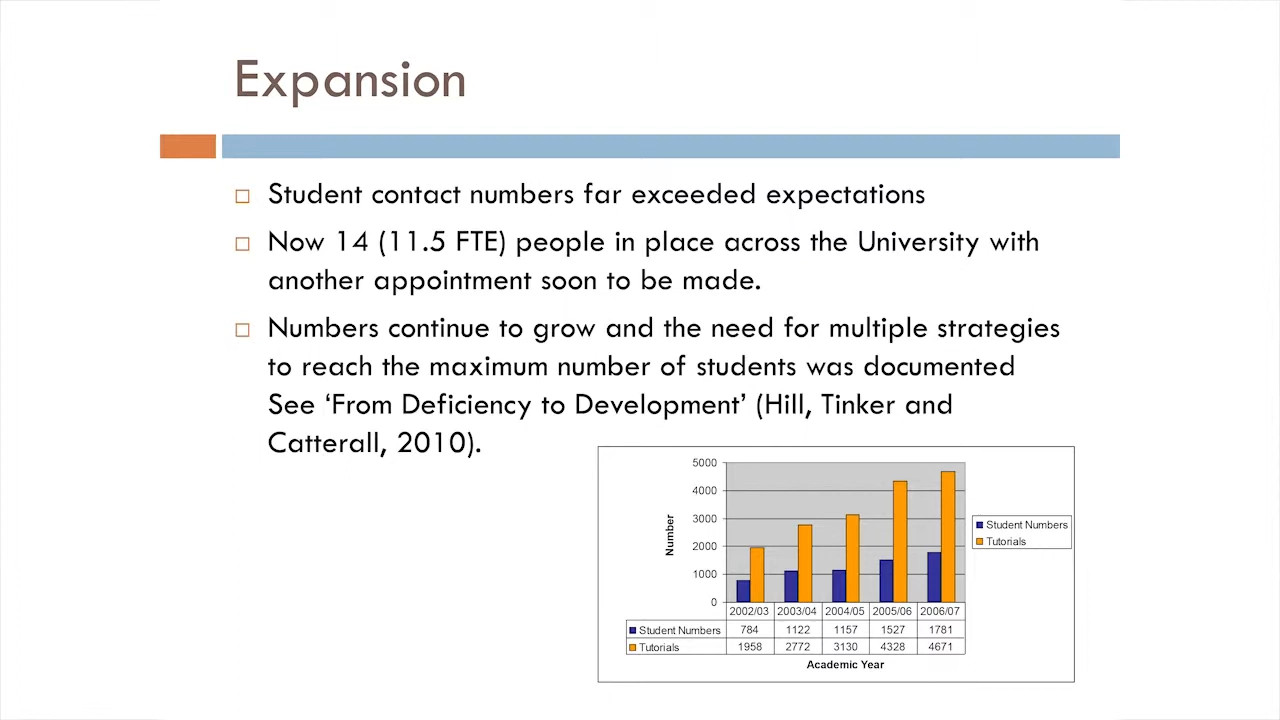 Expansion
Student contact numbers far exceeded expectations
Now 14 (11.5 FTE) people in place across the University with
another appointment soon to be made.
Numbers continue to grow and the need for multiple strategies
to reach the maximum number of students was documented
See ‘From Deficiency to Development’ (Hill, Tinker and
Catterall, 2010).
5000
4000
3000
2000
1000
0
Number
Student Numbers
Tutorials
2002/03 2003/04 2004/05 2005/06 2006/07
Student Numbers 784 1122 1157 1527 1781
Tutorials 1958 2772 3130 4328 4671
Academic Year